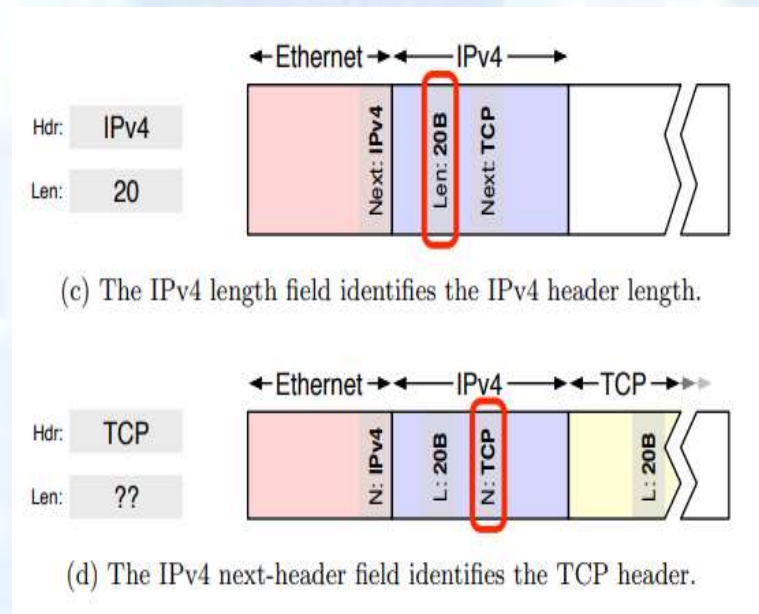 Ethernet IPv4
Hdr: IPv4
Len: 20
Next: IPv4
Len: 20B
Next: TCP
(c) The IPv4 length field identifies the IPv4 header length.
Ethernet IPv4 TCP
Hdr: TCP
Len: ??
N: IPv4
L: 20B
N: TCP
L: 20B
(d) The IPv4 next-header field identifies the TCP header.